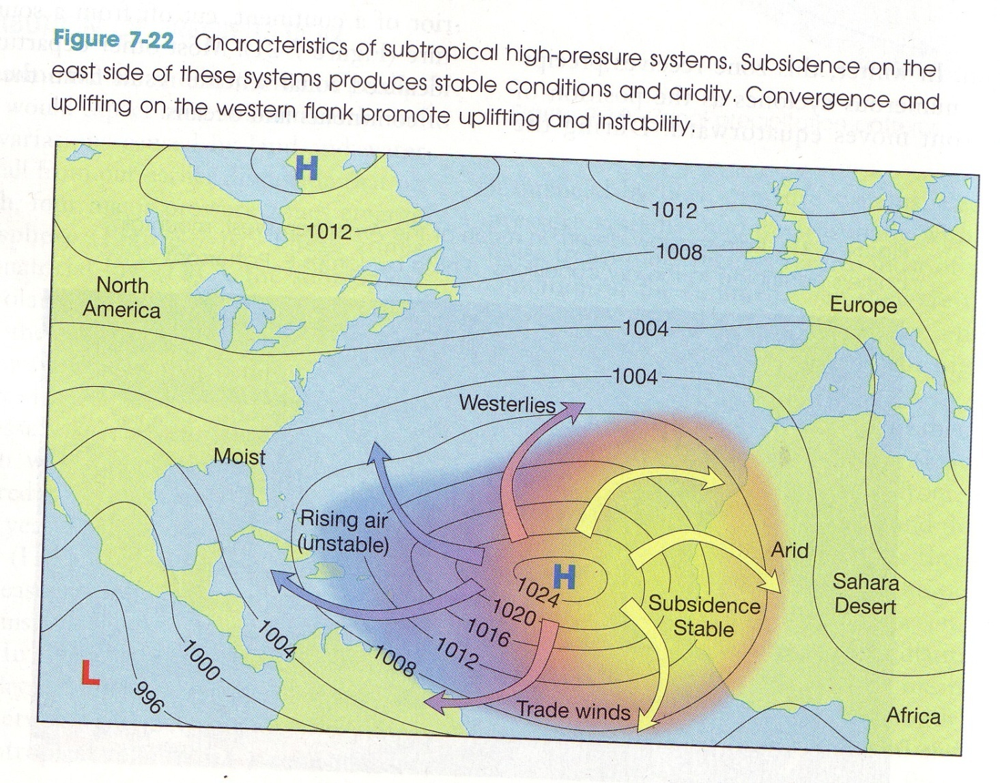 Figure 7-22 Characteristics of subtropical high-pressure systems. Subsidence on the
east side of these systems produces stable conditions and aridity. Convergence and
uplifting on the western flank promote uplifting and instability.
H
1012
1012
1008
North
America
Europe
1004
1004
Westerlies
Moist
Rising air
(unstable)
Arid
H
1024
Sahara
Desert
Subsidence
Stable
1020
1016
1012
1008
1004
1000
996
L
Trade winds
Africa